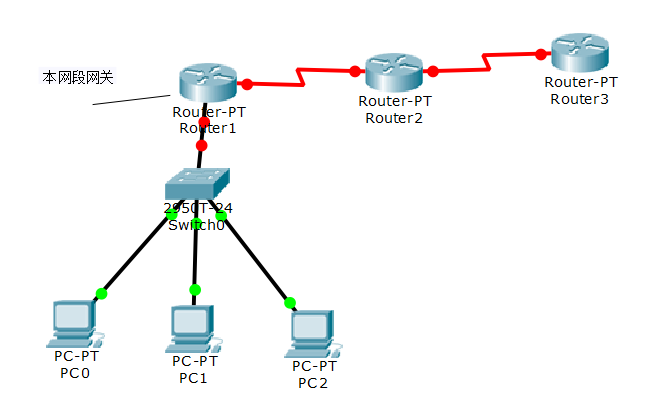 本网段网关
Router-PT
Router1
Router-PT
Router2
Router-PT
Router3
2950T-24
Switch0
PC-PT
PC0
PC-PT
PC1
PC-PT
PC2